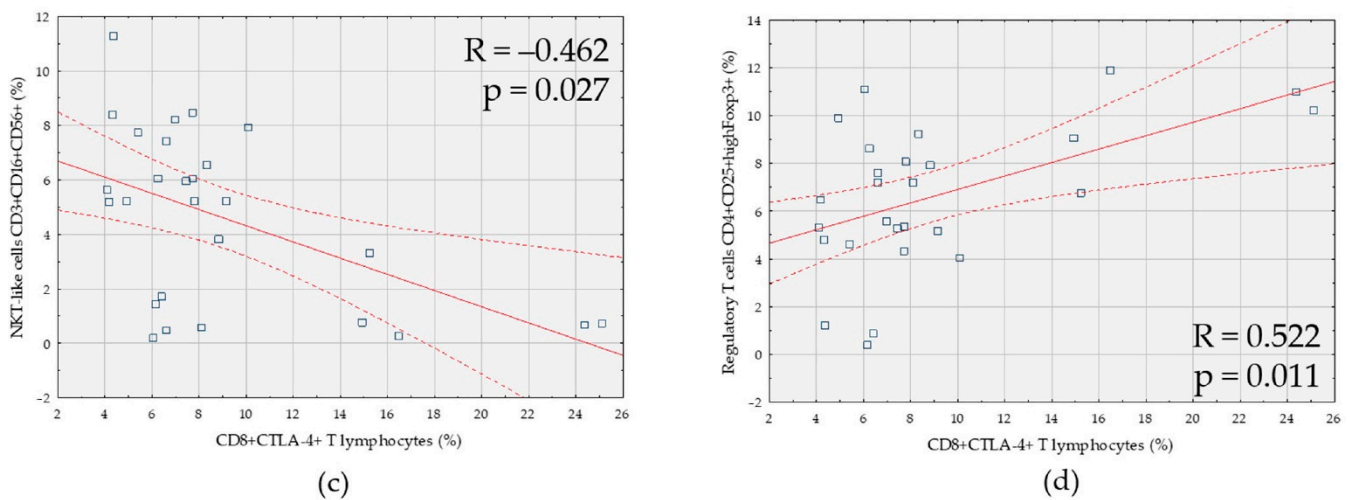 12
10
8
6
4
2
0
−2
NKT-like cells CD3+CD16+CD56+ (%)
R = −0.462
p = 0.027
2 4 6 8 10 12 14 16 18 20 22 24 26
CD8+CTLA-4+ T lymphocytes (%)
(c)
14
12
10
8
6
4
2
0
−2
Regulatory T cells CD4+CD25+highFoxp3+ (%)
R = 0.522
p = 0.011
2 4 6 8 10 12 14 16 18 20 22 24 26
CD8+CTLA-4+ T lymphocytes (%)
(d)